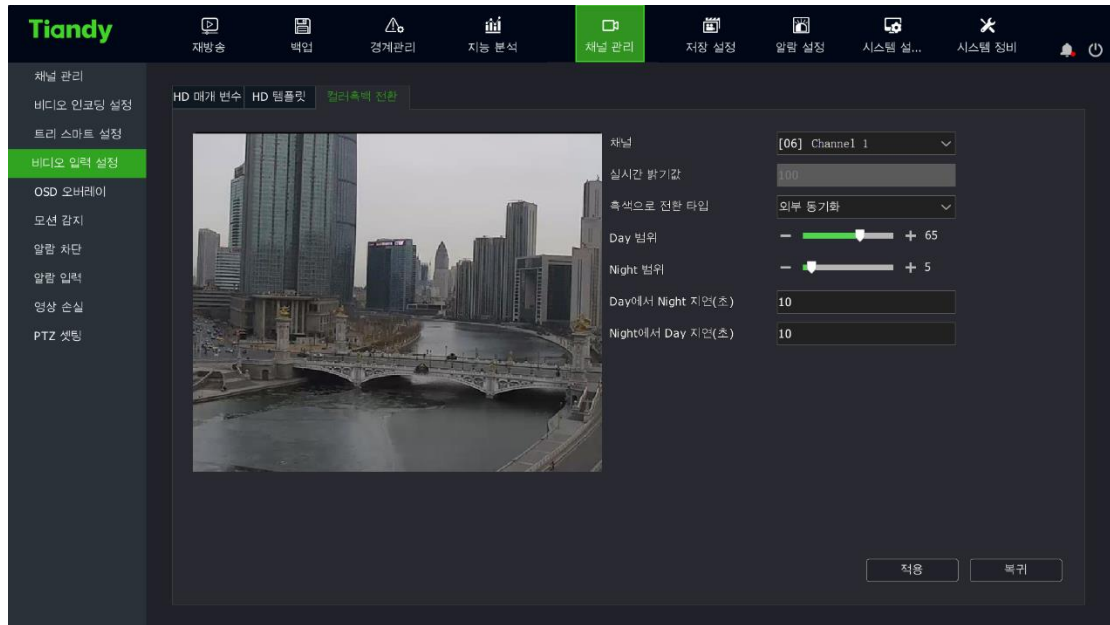 Tiandy
재방송
백업
경계관리
지능 분석
채널 관리
저장 설정
알람 설정
시스템 설...
시스템 정비
채널 관리
비디오 인코딩 설정
트리 스마트 설정
비디오 입력 설정
OSD 오버레이
모션 감지
알람 차단
알람 입력
영상 손실
PTZ 셋팅
HD 매개 변수 HD 템플릿 컬러흑백 전환
채널 [06] Channel 1
실시간 밝기값 100
흑색으로 전환 타입 외부 동기화
Day 범위 65
Night 범위 5
Day에서 Night 지연(초) 10
Night에서 Day 지연(초) 10
적용 복귀